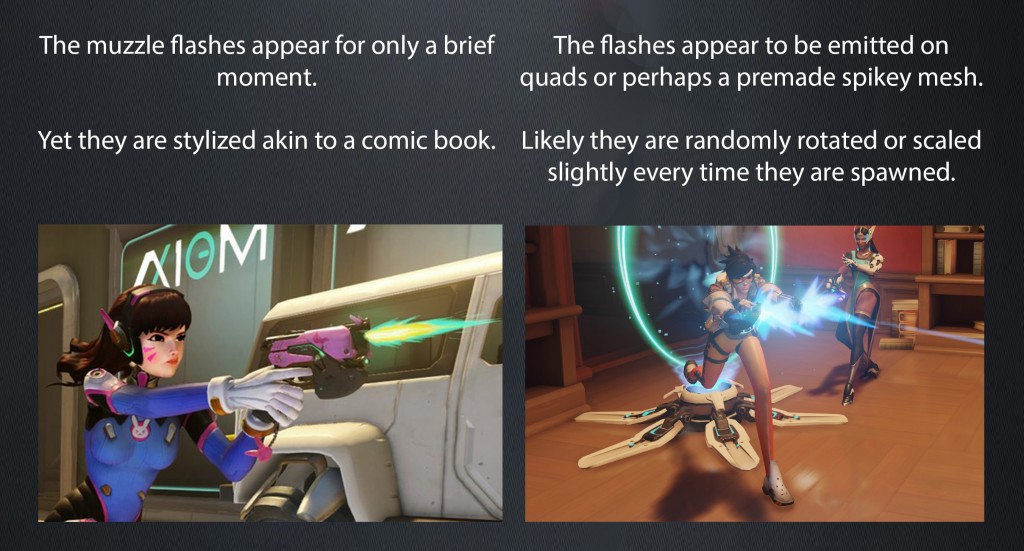 The muzzle flashes appear for only a brief
moment.
Yet they are stylized akin to a comic book.
The flashes appear to be emitted on
quads or perhaps a premade spikey mesh.
Likely they are randomly rotated or scaled
slightly every time they are spawned.
AXIOM